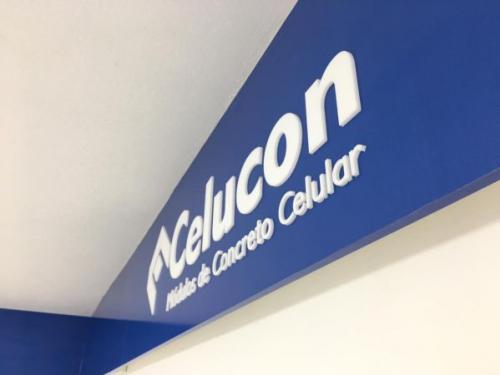 Celucon
Módulos de Concreto Celular